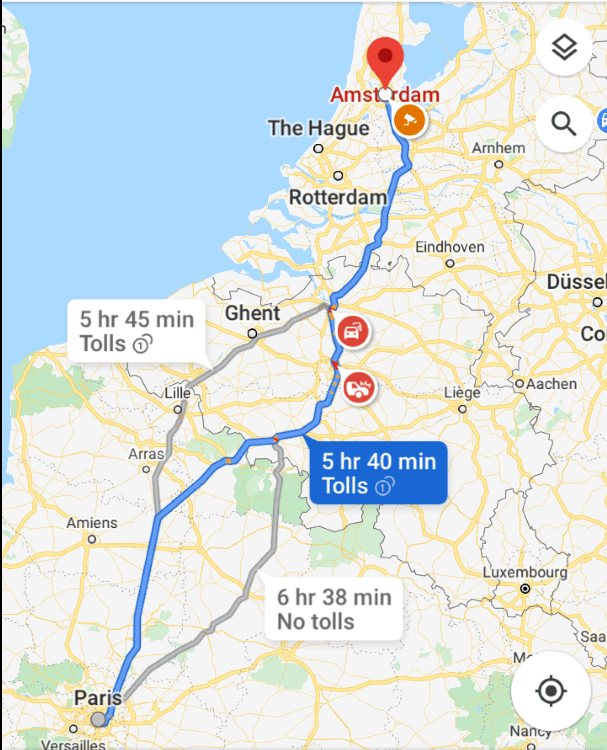 Amsterdam
The Hague
Arnhem
Rotterdam
Eindhoven
Düssel
Ghent
5 hr 45 min
Tolls
Co
Lille
Liège
Aachen
Arras
5 hr 40 min
Tolls
Amiens
Luxembourg
6 hr 38 min
No tolls
Saa
Me
Paris
Versailles
Nancy